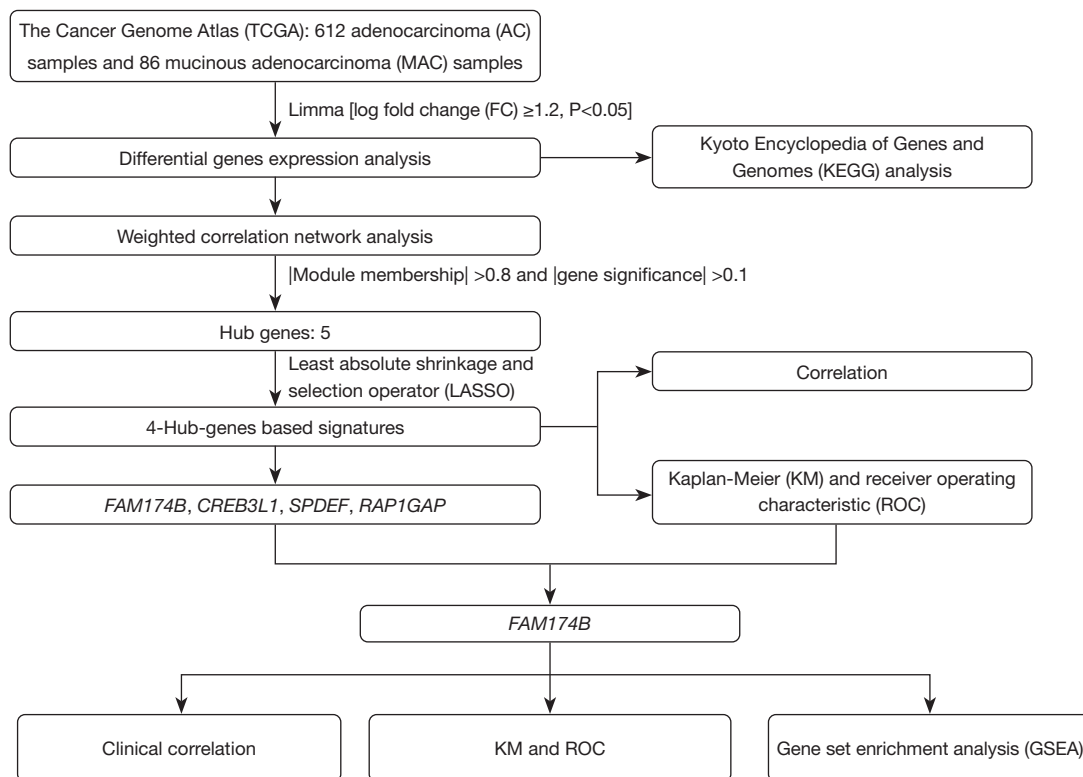 The Cancer Genome Atlas (TCGA): 612 adenocarcinoma (AC)
samples and 86 mucinous adenocarcinoma (MAC) samples
Limma [log fold change (FC) ≥1.2, P<0.05]
Differential genes expression analysis
Kyoto Encyclopedia of Genes and
Genomes (KEGG) analysis
Weighted correlation network analysis
|Module membership| >0.8 and |gene significance| >0.1
Hub genes: 5
Least absolute shrinkage and
selection operator (LASSO)
Correlation
4-Hub-genes based signatures
Kaplan-Meier (KM) and receiver operating
characteristic (ROC)
FAM174B, CREB3L1, SPDEF, RAP1GAP
FAM174B
Clinical correlation
KM and ROC
Gene set enrichment analysis (GSEA)